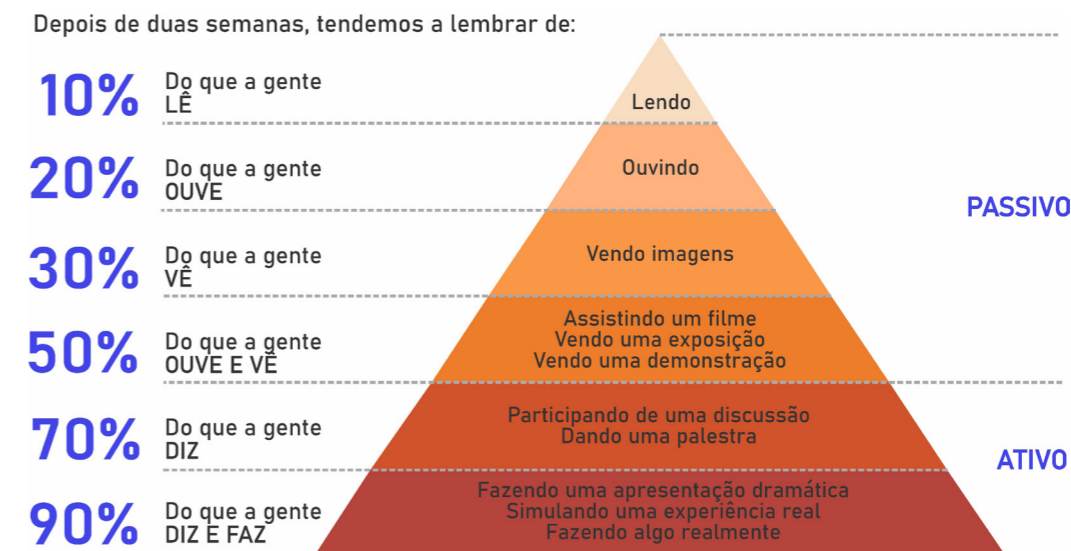 Depois de duas semanas, tendemos a lembrar de:
10%
Do que a gente
LÊ
Lendo
20%
Do que a gente
OUVE
Ouvindo
PASSIVO
30%
Do que a gente
VÊ
Vendo imagens
50%
Do que a gente
OUVE E VÊ
Assistindo um filme
Vendo uma exposição
Vendo uma demonstração
70%
Do que a gente
DIZ
Participando de uma discussão
Dando uma palestra
ATIVO
90%
Do que a gente
DIZ E FAZ
Fazendo uma apresentação dramática
Simulando uma experiência real
Fazendo algo realmente